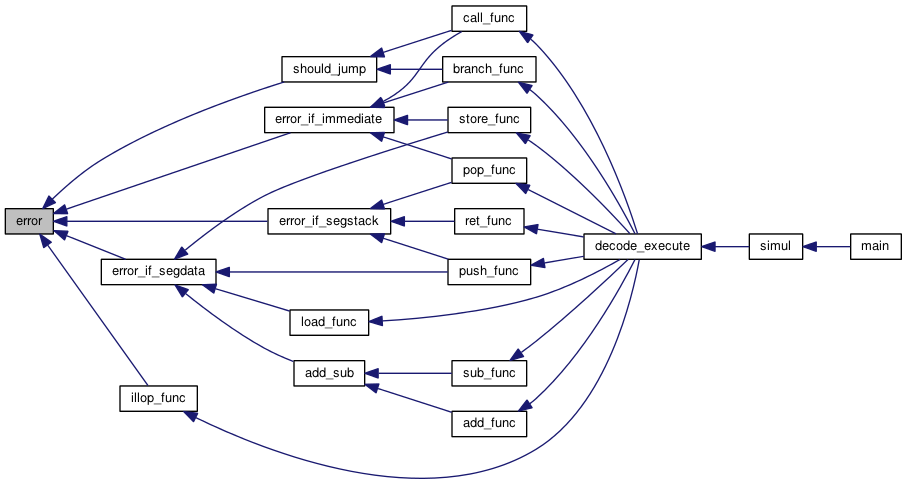 call_func
should_jump
branch_func
error_if_immediate
store_func
pop_func
error
error_if_segstack
ret_func
decode_execute
simul
main
error_if_segdata
push_func
load_func
add_sub
sub_func
illop_func
add_func